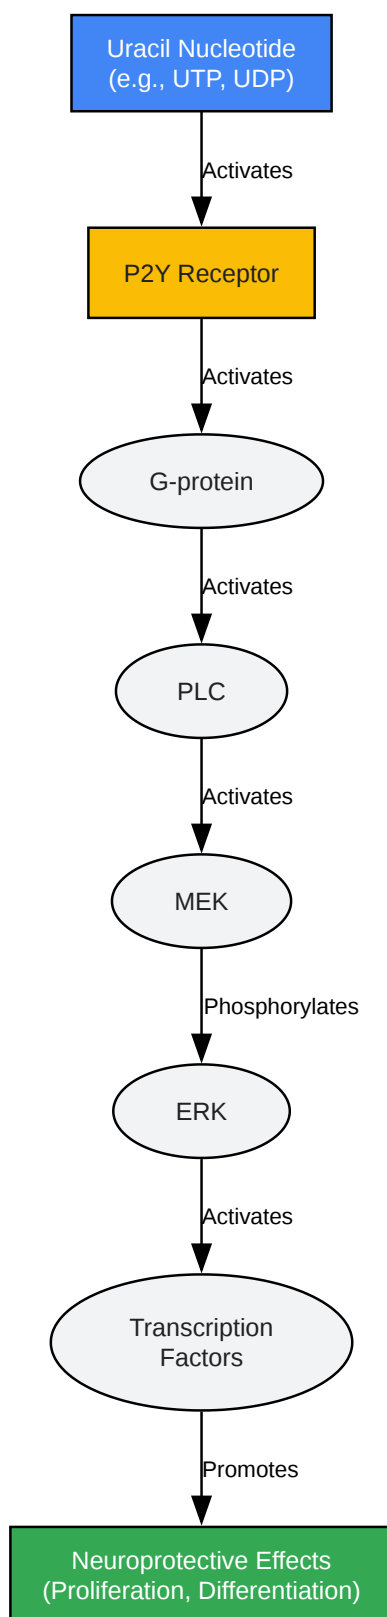 Uracil Nucleotide
(e.g., UTP, UDP)
Activates
P2Y Receptor
Activates
G-protein
Activates
PLC
Activates
MEK
Phosphorylates
ERK
Activates
Transcription
Factors
Promotes
Neuroprotective Effects
(Proliferation, Differentiation)